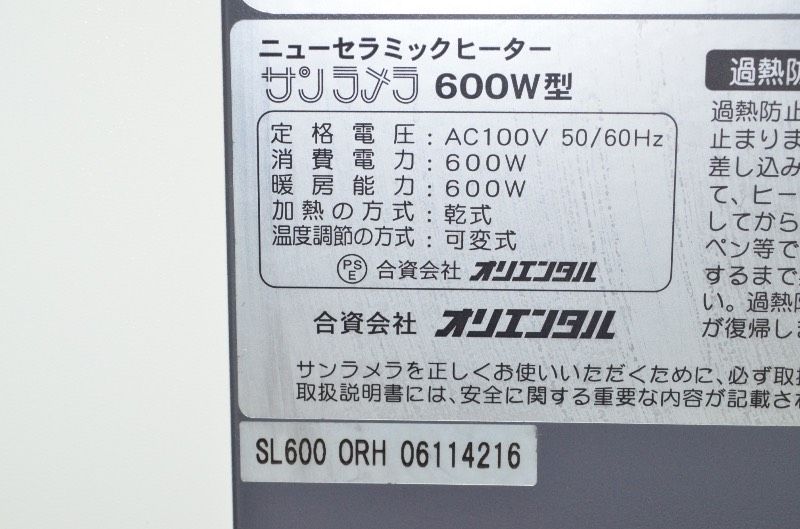 ニューセラミックヒーター
サンラメラ 600W型
定格電圧：AC100V 50/60Hz
消費電力：600W
暖房能力：600W
加熱の方式：乾式
温度調節の方式：可変式
PSE 合資会社 オリエンタル
合資会社 オリエンタル
サンラメラを正しくお使いいただくために、必ず取扱
取扱説明書には、安全に関する重要な内容が記載され
過熱防
過熱防止
止まりま
差し込み
て、ヒー
してから
ペン等で
するまで
い。過熱防
が復帰しま
SL600 ORH 06114216